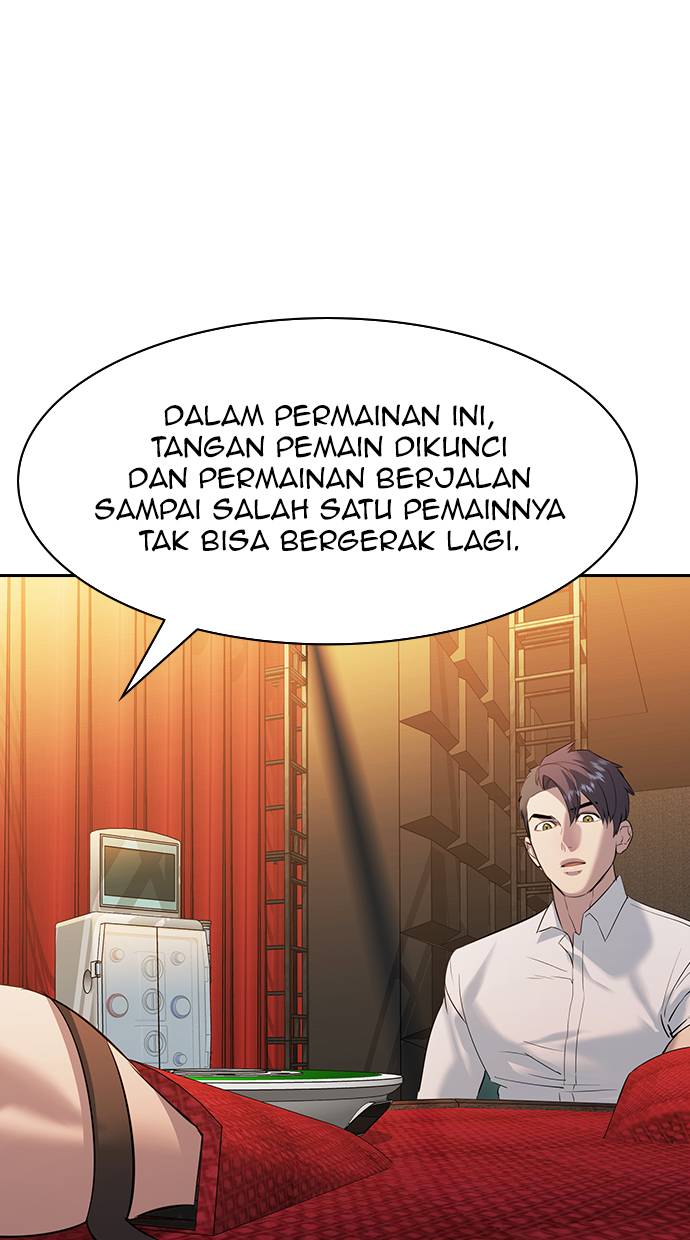 DALAM PERMAINAN INI,
TANGAN PEMAIN DIKUNCI
DAN PERMAINAN BERJALAN
SAMPAI SALAH SATU PEMAINNYA
TAK BISA BERGERAK LAGI.